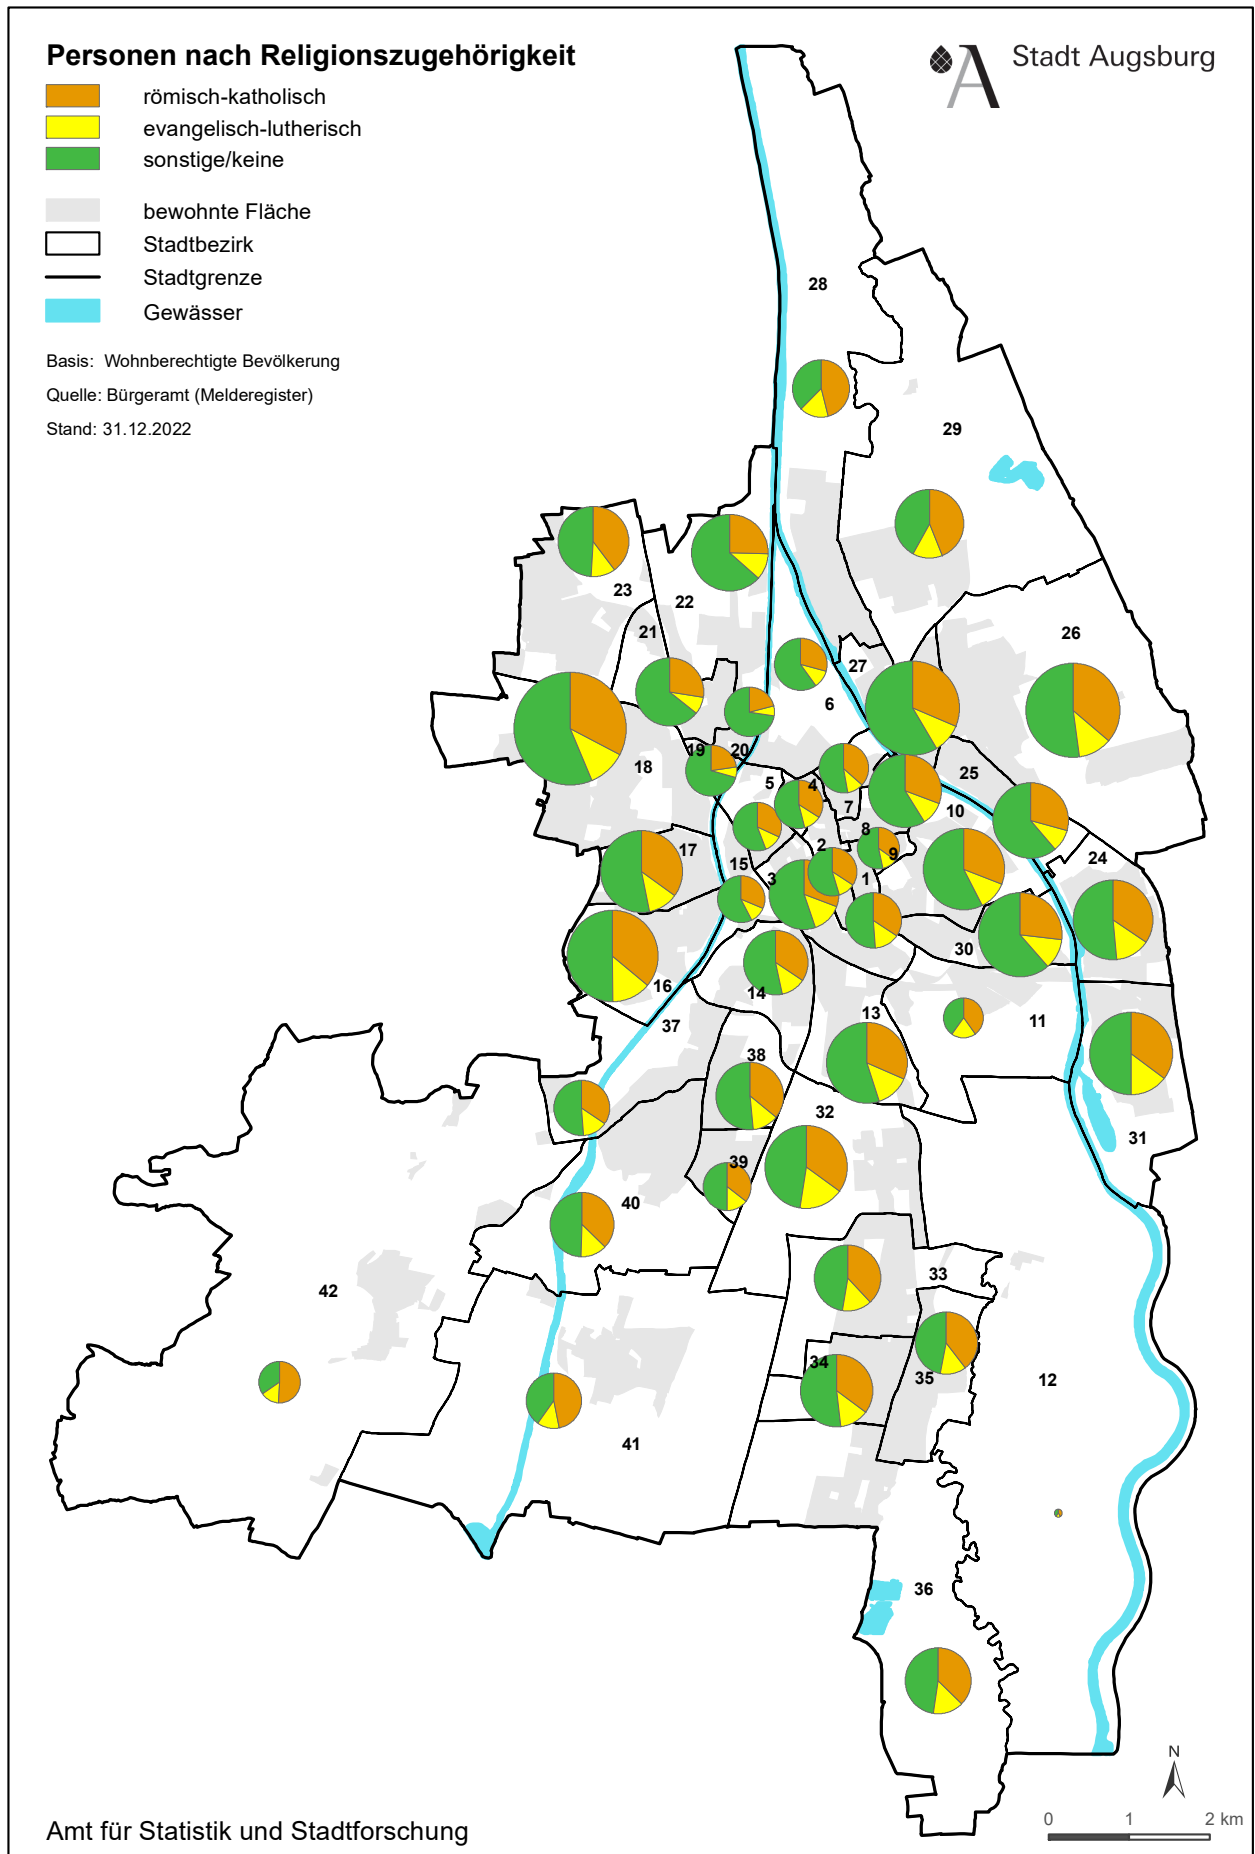 Personen nach Religionszugehörigkeit
römisch-katholisch
evangelisch-lutherisch
sonstige/keine
bewohnte Fläche
Stadtbezirk
Stadtgrenze
Gewässer
Basis: Wohnberechtigte Bevölkerung
Quelle: Bürgeramt (Melderegister)
Stand: 31.12.2022
A Stadt Augsburg
28
29
23
22
21
26
27
6
19
20
18
5
4
7
25
10
8
9
2
17
15
3
1
24
30
16
14
37
13
11
38
32
31
39
40
33
42
34
35
12
41
36
N
0 1 2 km
Amt für Statistik und Stadtforschung